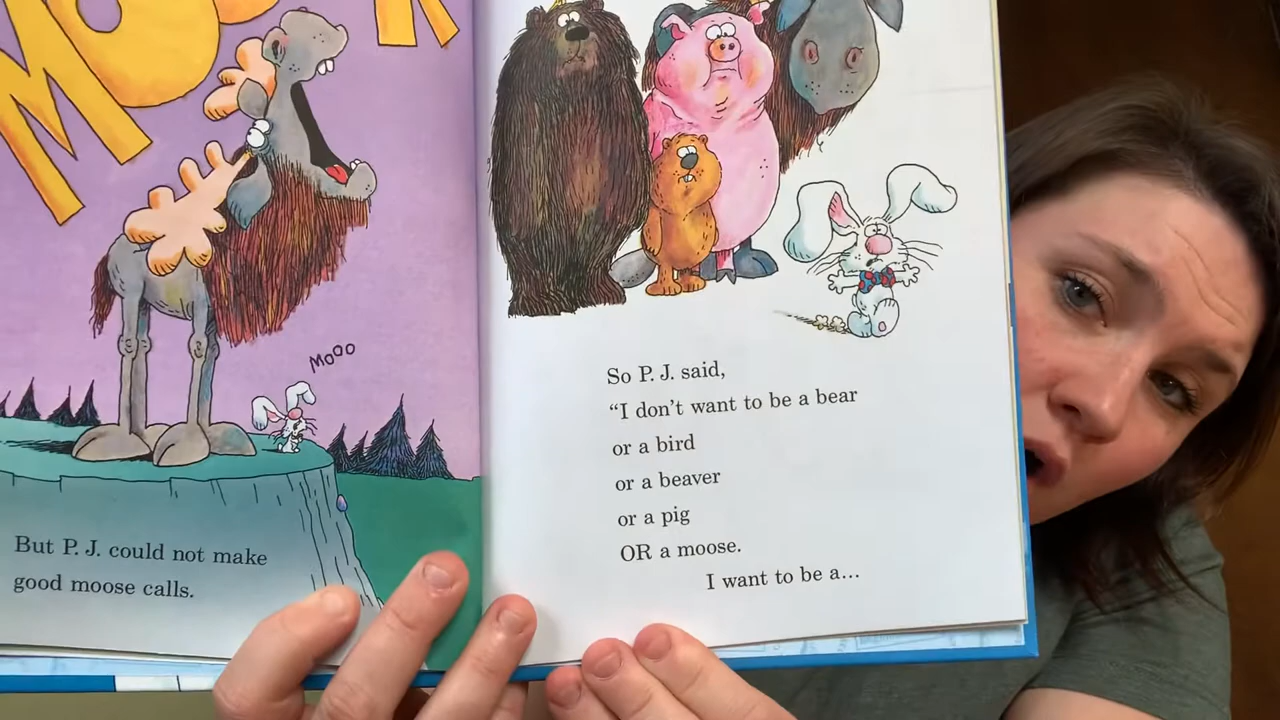 MOO
Mooo
But P. J. could not make
good moose calls.
So P. J. said,
“I don’t want to be a bear
or a bird
or a beaver
or a pig
OR a moose.
I want to be a...